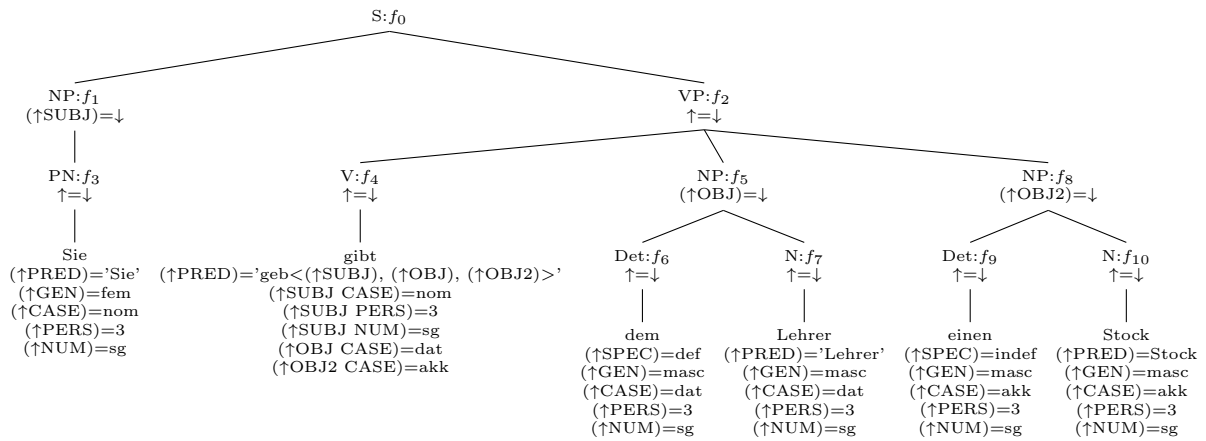 S:f₀
NP:f₁ VP:f₂
(↑SUBJ)=↓ ↑=↓
PN:f₃ V:f₄ NP:f₅ NP:f₈
↑=↓ ↑=↓ (↑OBJ)=↓ (↑OBJ2)=↓
Sie gibt Det:f₆ N:f₇ Det:f₉ N:f₁₀
(↑PRED)='Sie' (↑PRED)='geb<(↑SUBJ), (↑OBJ), (↑OBJ2)>' ↑=↓ ↑=↓ ↑=↓ ↑=↓
(↑GEN)=fem (↑SUBJ CASE)=nom
(↑CASE)=nom (↑SUBJ PERS)=3
(↑PERS)=3 (↑SUBJ NUM)=sg dem Lehrer einen Stock
(↑NUM)=sg (↑OBJ CASE)=dat (↑SPEC)=def (↑PRED)='Lehrer' (↑SPEC)=indef (↑PRED)=Stock
(↑OBJ2 CASE)=akk (↑GEN)=masc (↑GEN)=masc (↑GEN)=masc (↑GEN)=masc
(↑CASE)=dat (↑CASE)=dat (↑CASE)=akk (↑CASE)=akk
(↑PERS)=3 (↑PERS)=3 (↑PERS)=3 (↑PERS)=3
(↑NUM)=sg (↑NUM)=sg (↑NUM)=sg (↑NUM)=sg